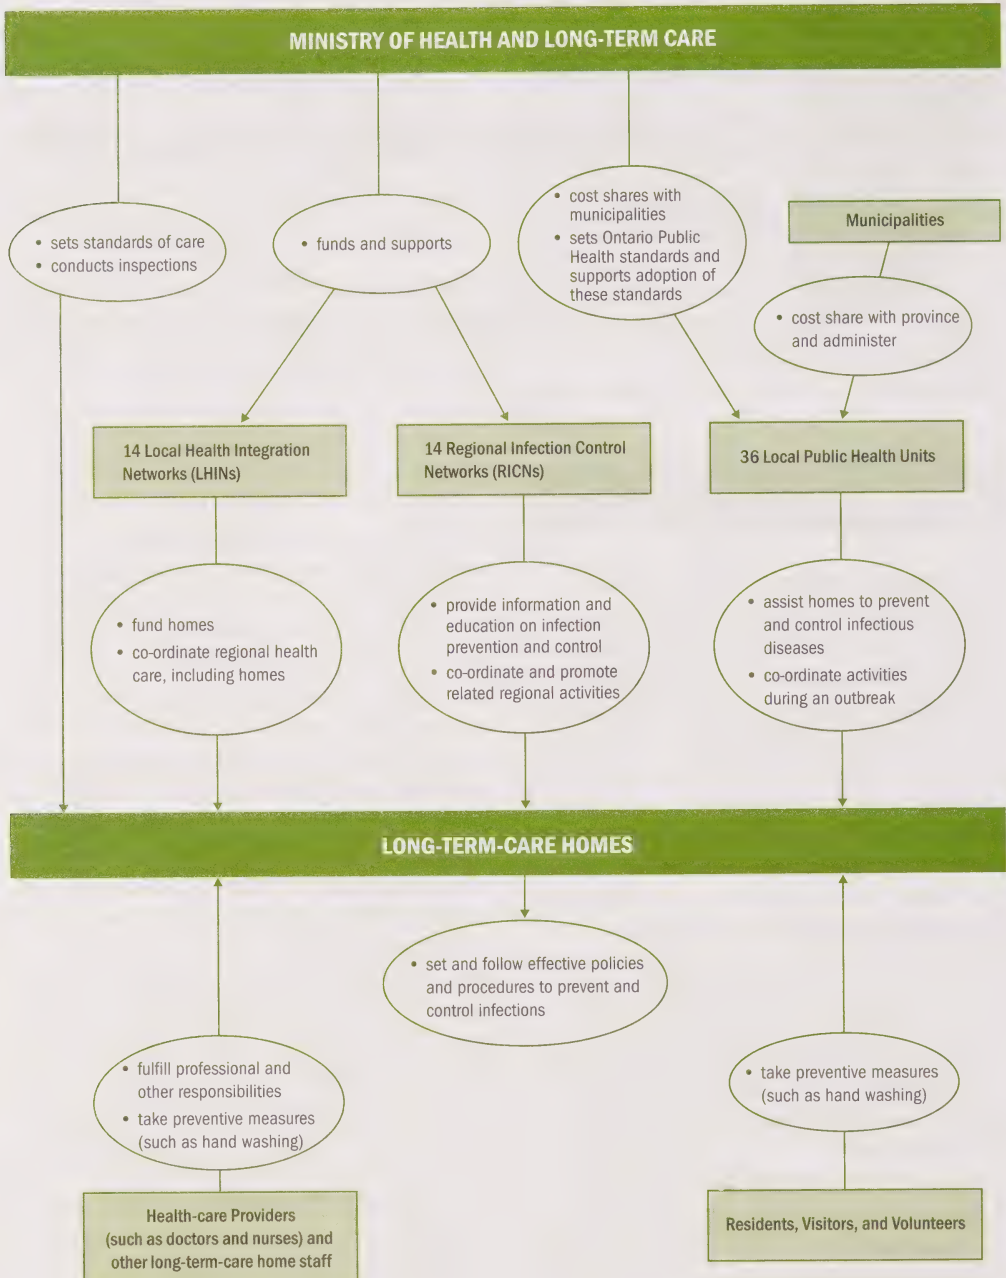 MINISTRY OF HEALTH AND LONG-TERM CARE
• sets standards of care
• conducts inspections
• funds and supports
• cost shares with
municipalities
• sets Ontario Public
Health standards and
supports adoption of
these standards
Municipalities
• cost share with province
and administer
14 Local Health Integration
Networks (LHINs)
14 Regional Infection Control
Networks (RICNs)
36 Local Public Health Units
• fund homes
• co-ordinate regional health
care, including homes
• provide information and
education on infection
prevention and control
• co-ordinate and promote
related regional activities
• assist homes to prevent
and control infectious
diseases
• co-ordinate activities
during an outbreak
LONG-TERM-CARE HOMES
• set and follow effective policies
and procedures to prevent and
control infections
• fulfill professional and
other responsibilities
• take preventive measures
(such as hand washing)
• take preventive measures
(such as hand washing)
Health-care Providers
(such as doctors and nurses) and
other long-term-care home staff
Residents, Visitors, and Volunteers